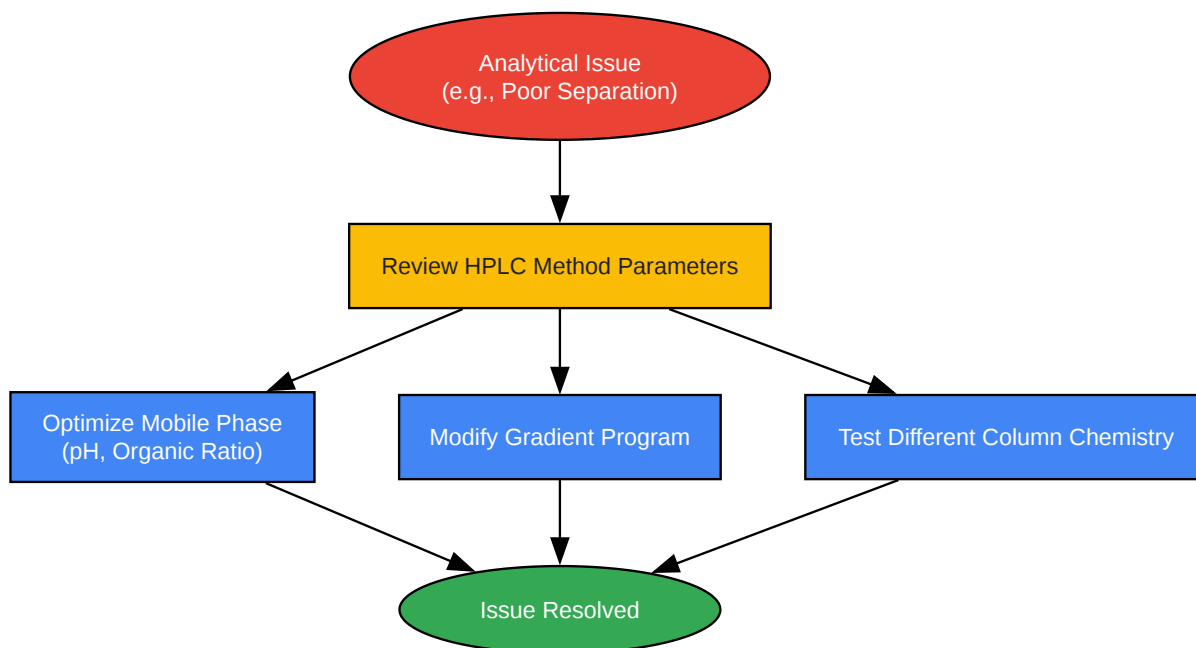 Analytical Issue
(e.g., Poor Separation)
Review HPLC Method Parameters
Optimize Mobile Phase
(pH, Organic Ratio)
Modify Gradient Program
Test Different Column Chemistry
Issue Resolved